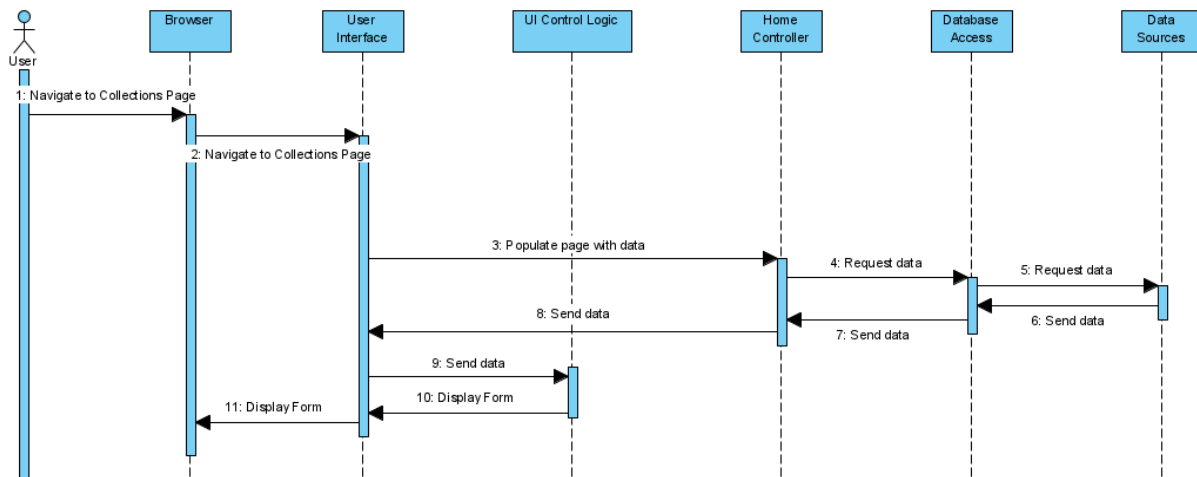 Browser
User
Interface
UI Control Logic
Home
Controller
Database
Access
Data
Sources
User
1: Navigate to Collections Page
2: Navigate to Collections Page
3: Populate page with data
4: Request data
5: Request data
6: Send data
7: Send data
8: Send data
9: Send data
10: Display Form
11: Display Form